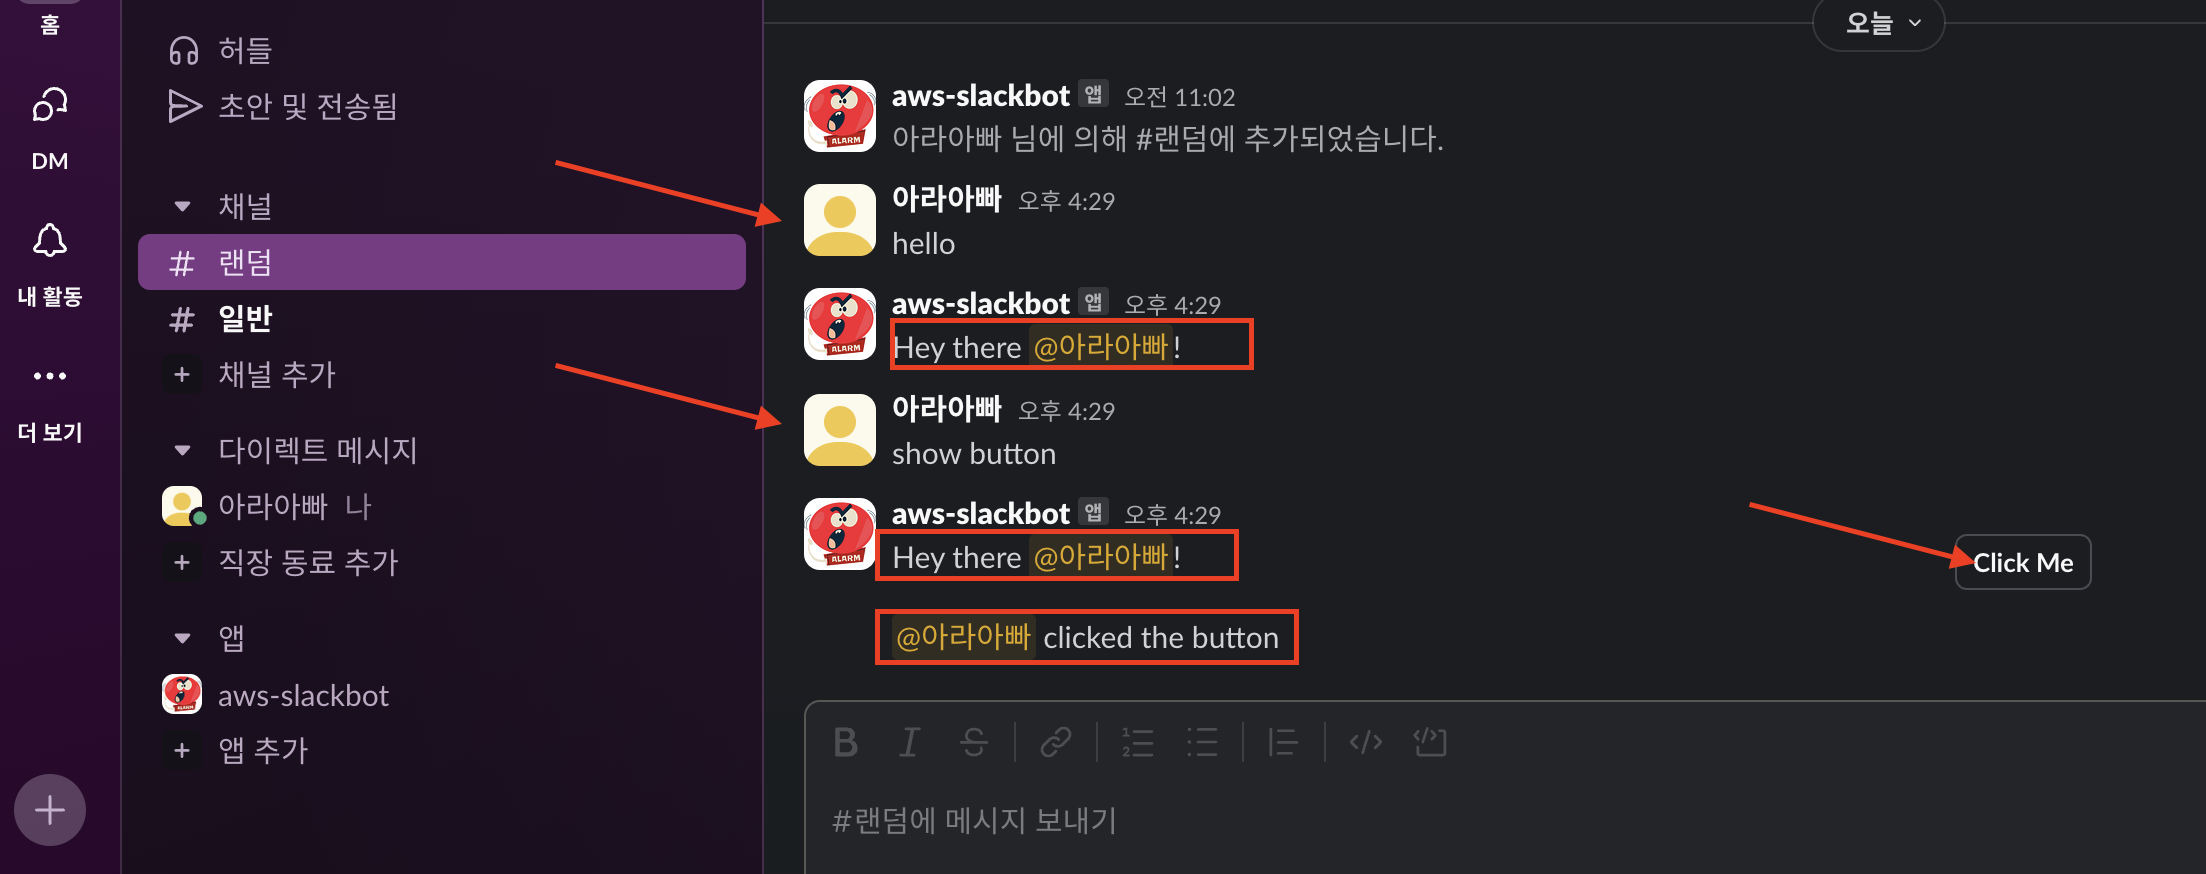 홈
DM
내 활동
더 보기
허들
초안 및 전송됨
채널
# 랜덤
# 일반
+ 채널 추가
다이렉트 메시지
아라아빠 나
+ 직장 동료 추가
앱
aws-slackbot
+ 앱 추가
오늘
aws-slackbot 앱 오전 11:02
아라아빠 님에 의해 #랜덤에 추가되었습니다.
아라아빠 오후 4:29
hello
aws-slackbot 앱 오후 4:29
Hey there @아라아빠!
아라아빠 오후 4:29
show button
aws-slackbot 앱 오후 4:29
Hey there @아라아빠!
Click Me
@아라아빠 clicked the button
#랜덤에 메시지 보내기
ALARM